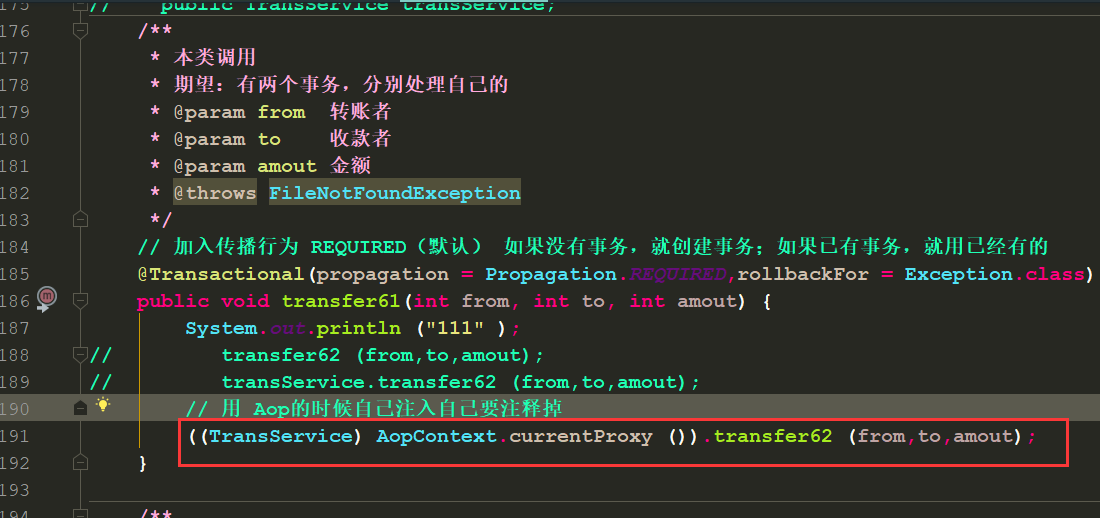 175 //    public TransService transService;
176 /**
177 * 本类调用
178 * 期望：有两个事务，分别处理自己的
179 * @param from 转账者
180 * @param to 收款者
181 * @param amout 金额
182 * @throws FileNotFoundException
183 */
184 // 加入传播行为 REQUIRED（默认） 如果没有事务，就创建事务；如果已有事务，就用已经有的
185 @Transactional(propagation = Propagation.REQUIRED,rollbackFor = Exception.class)
186 public void transfer61(int from, int to, int amout) {
187 System.out.println ("111" );
188 // transfer62 (from,to,amout);
189 // transService.transfer62 (from,to,amout);
190 // 用 Aop的时候自己注入自己要注释掉
191 ((TransService) AopContext.currentProxy ()).transfer62 (from,to,amout);
192 }
193
194 /**